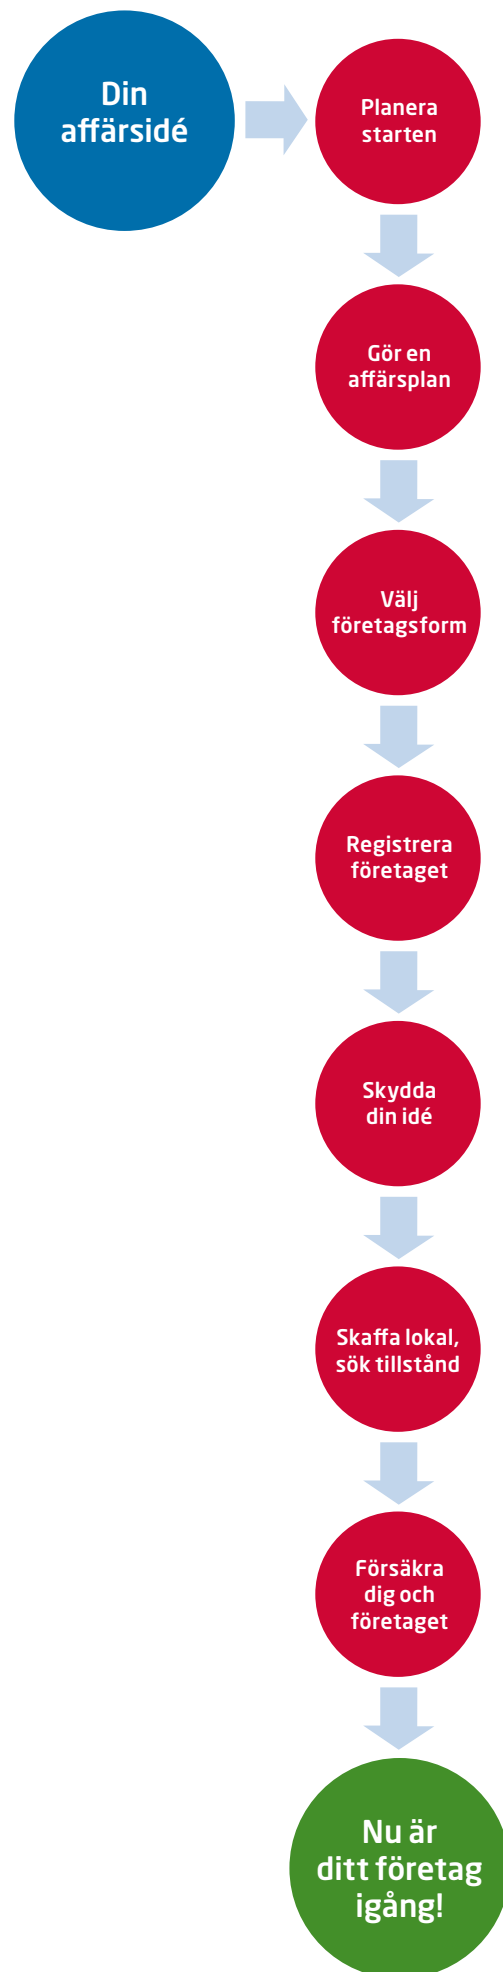 Din
affärsidé
Planera
starten
Gör en
affärsplan
Välj
företagsform
Registrera
företaget
Skydda
din idé
Skaffa lokal,
sök tillstånd
Försäkra
dig och
företaget
Nu är
ditt företag
igång!